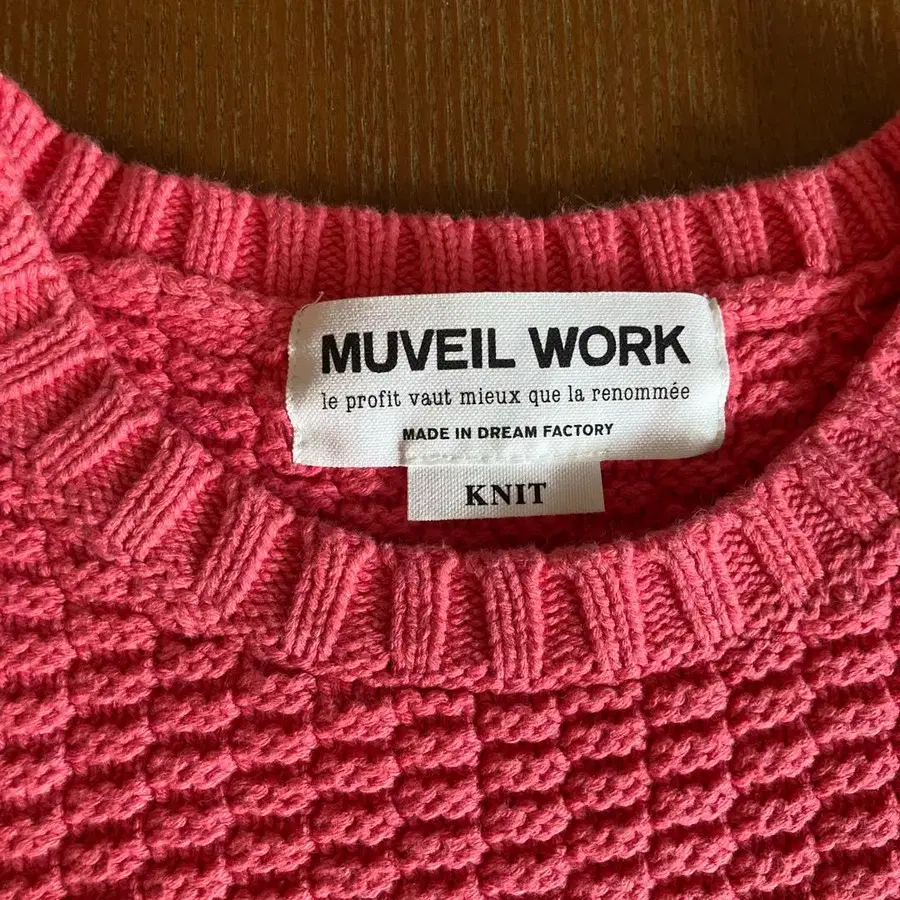 MUVEIL WORK
le profit vaut mieux que la renommée
MADE IN DREAM FACTORY
KNIT